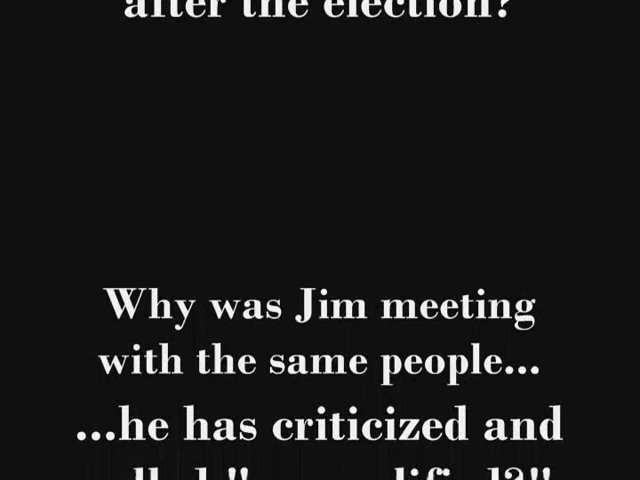 after the election?
Why was Jim meeting
with the same people...
...he has criticized and